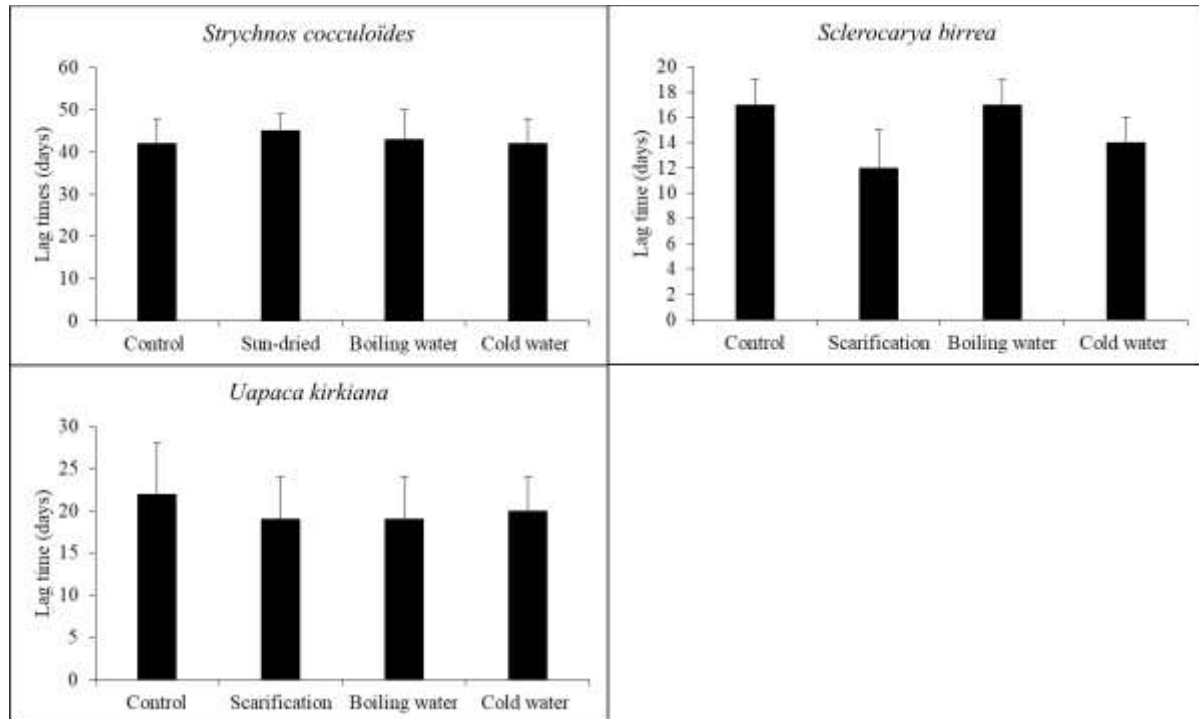 Strychnos cocculoïdes
Lag times (days)
60
50
40
30
20
10
0
Control Sun-dried Boiling water Cold water
Sclerocarya birrea
Lag time (days)
20
18
16
14
12
10
8
6
4
2
0
Control Scarification Boiling water Cold water
Uapaca kirkiana
Lag time (days)
30
25
20
15
10
5
0
Control Scarification Boiling water Cold water